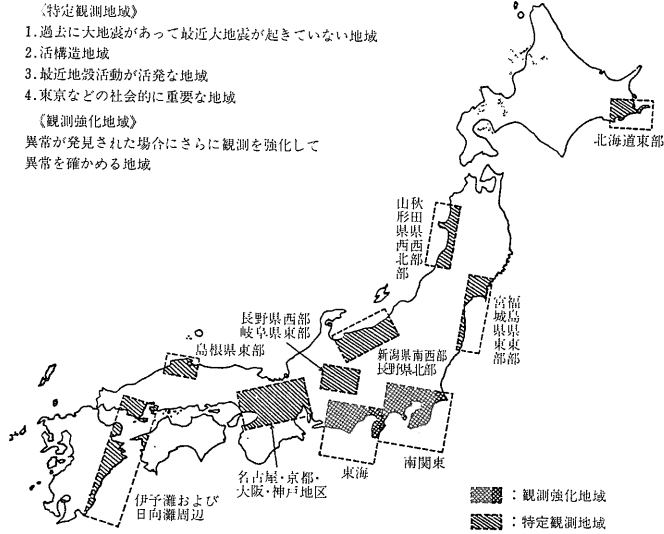 《特定観測地域》
1.過去に大地震があって最近大地震が起きていない地域
2.活構造地域
3.最近地殻活動が活発な地域
4.東京などの社会的に重要な地域
《観測強化地域》
異常が発見された場合にさらに観測を強化して
異常を確かめる地域
北海道東部
秋田県西部
山形県西北部
福島県東部
宮城県東部
長野県西部
岐阜県東部
新潟県南西部
長野県北部
島根県東部
南関東
東海
名古屋・京都・
大阪・神戸地区
伊予灘および
日向灘周辺
：観測強化地域
：特定観測地域